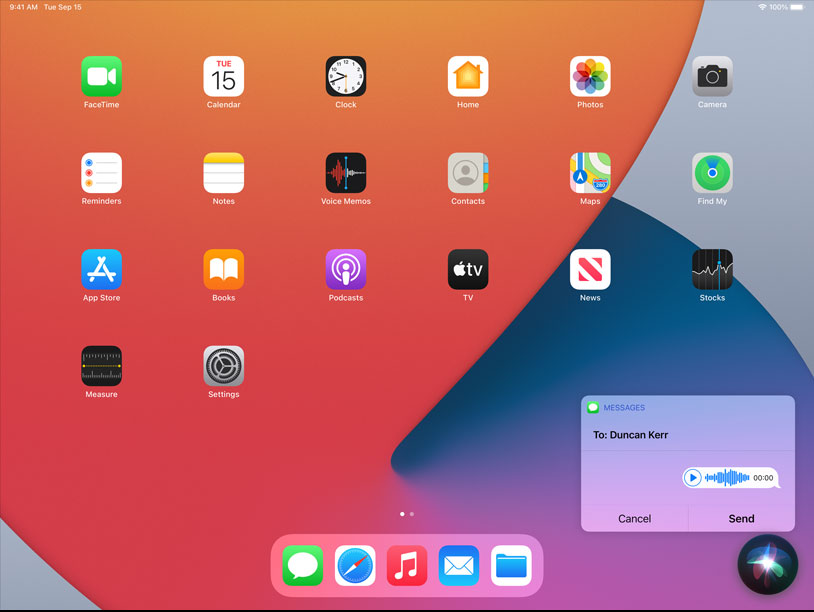 9:41 AM Tue Sep 15
100%
TUE
15
FaceTime
Calendar
Clock
Home
Photos
Camera
280
Reminders
Notes
Voice Memos
Contacts
Maps
Find My
tv
App Store
Books
Podcasts
TV
News
Stocks
Measure
Settings
MESSAGES
To: Duncan Kerr
00:00
Cancel
Send